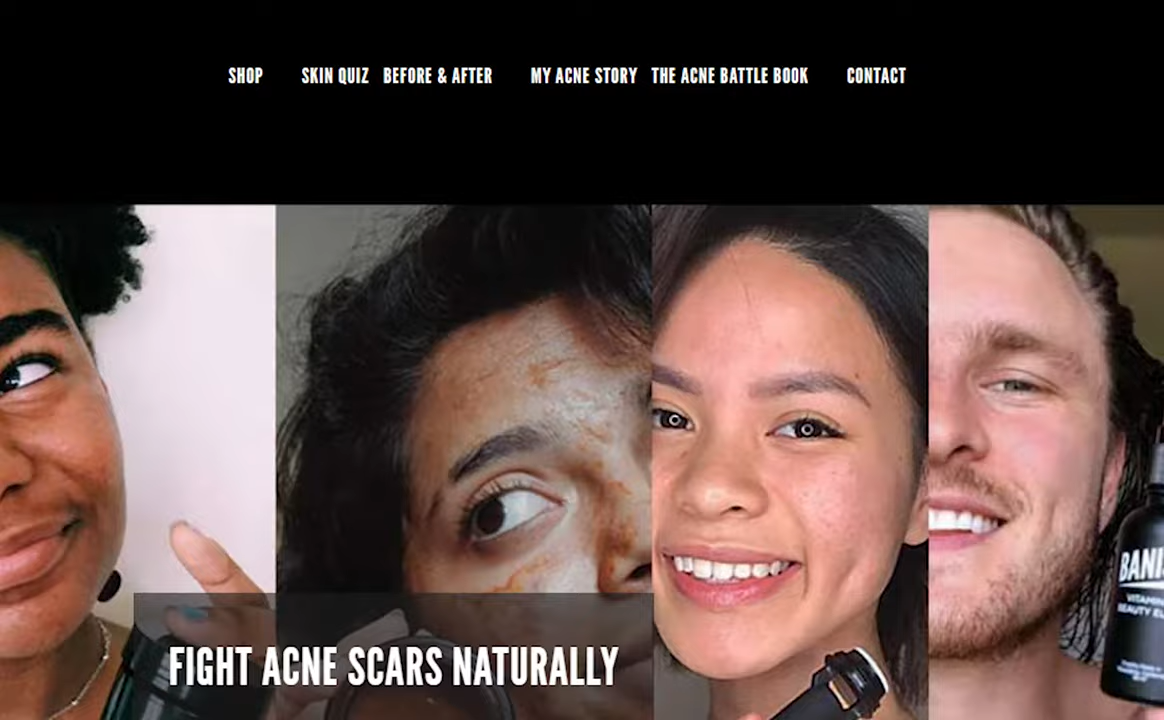 SHOP SKIN QUIZ BEFORE & AFTER MY ACNE STORY THE ACNE BATTLE BOOK CONTACT
FIGHT ACNE SCARS NATURALLY